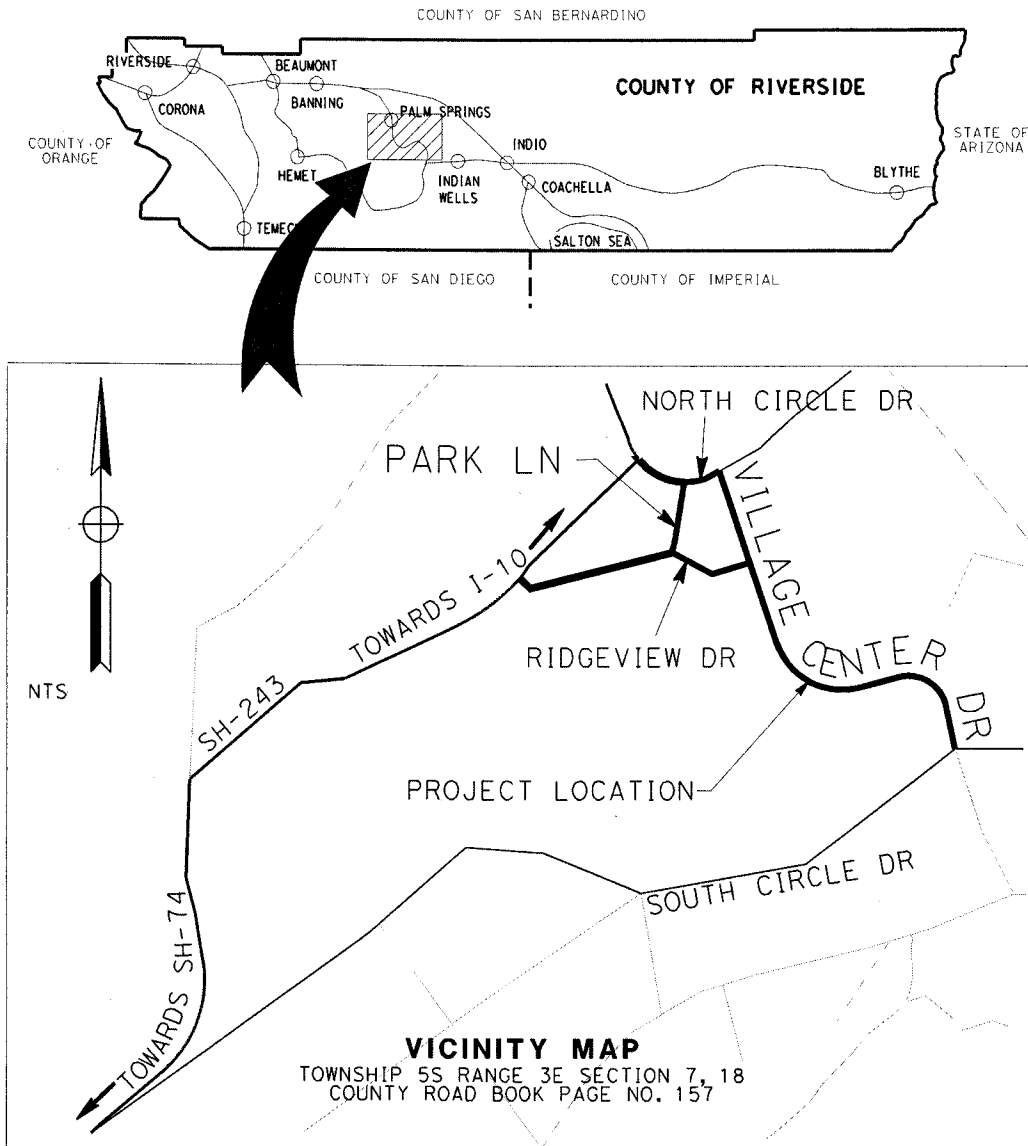 COUNTY OF SAN BERNARDINO
RIVERSIDE
BEAUMONT
COUNTY OF RIVERSIDE
CORONA
BANNING
PALM SPRINGS
COUNTY OF
ORANGE
STATE OF
ARIZONA
HEMET
INDIO
INDIAN
WELLS
COACHELLA
BLYTHE
TEMEC
SALTON SEA
COUNTY OF SAN DIEGO
COUNTY OF IMPERIAL
NORTH CIRCLE DR
PARK LN
VILLAGE CENTER DR
TOWARDS I-10
RIDGEVIEW DR
NTS
SH-243
PROJECT LOCATION
SOUTH CIRCLE DR
TOWARDS SH-74
VICINITY MAP
TOWNSHIP 5S RANGE 3E SECTION 7, 18
COUNTY ROAD BOOK PAGE NO. 157